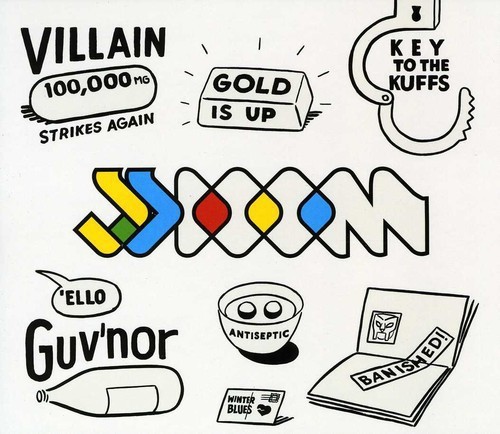 VILLAIN
100,000 MG
STRIKES AGAIN
GOLD
IS UP
KEY
TO THE
KUFFS
JJ DOOM
'ELLO
GUV'NOR
ANTISEPTIC
WINTER
BLUES
BANISHED!